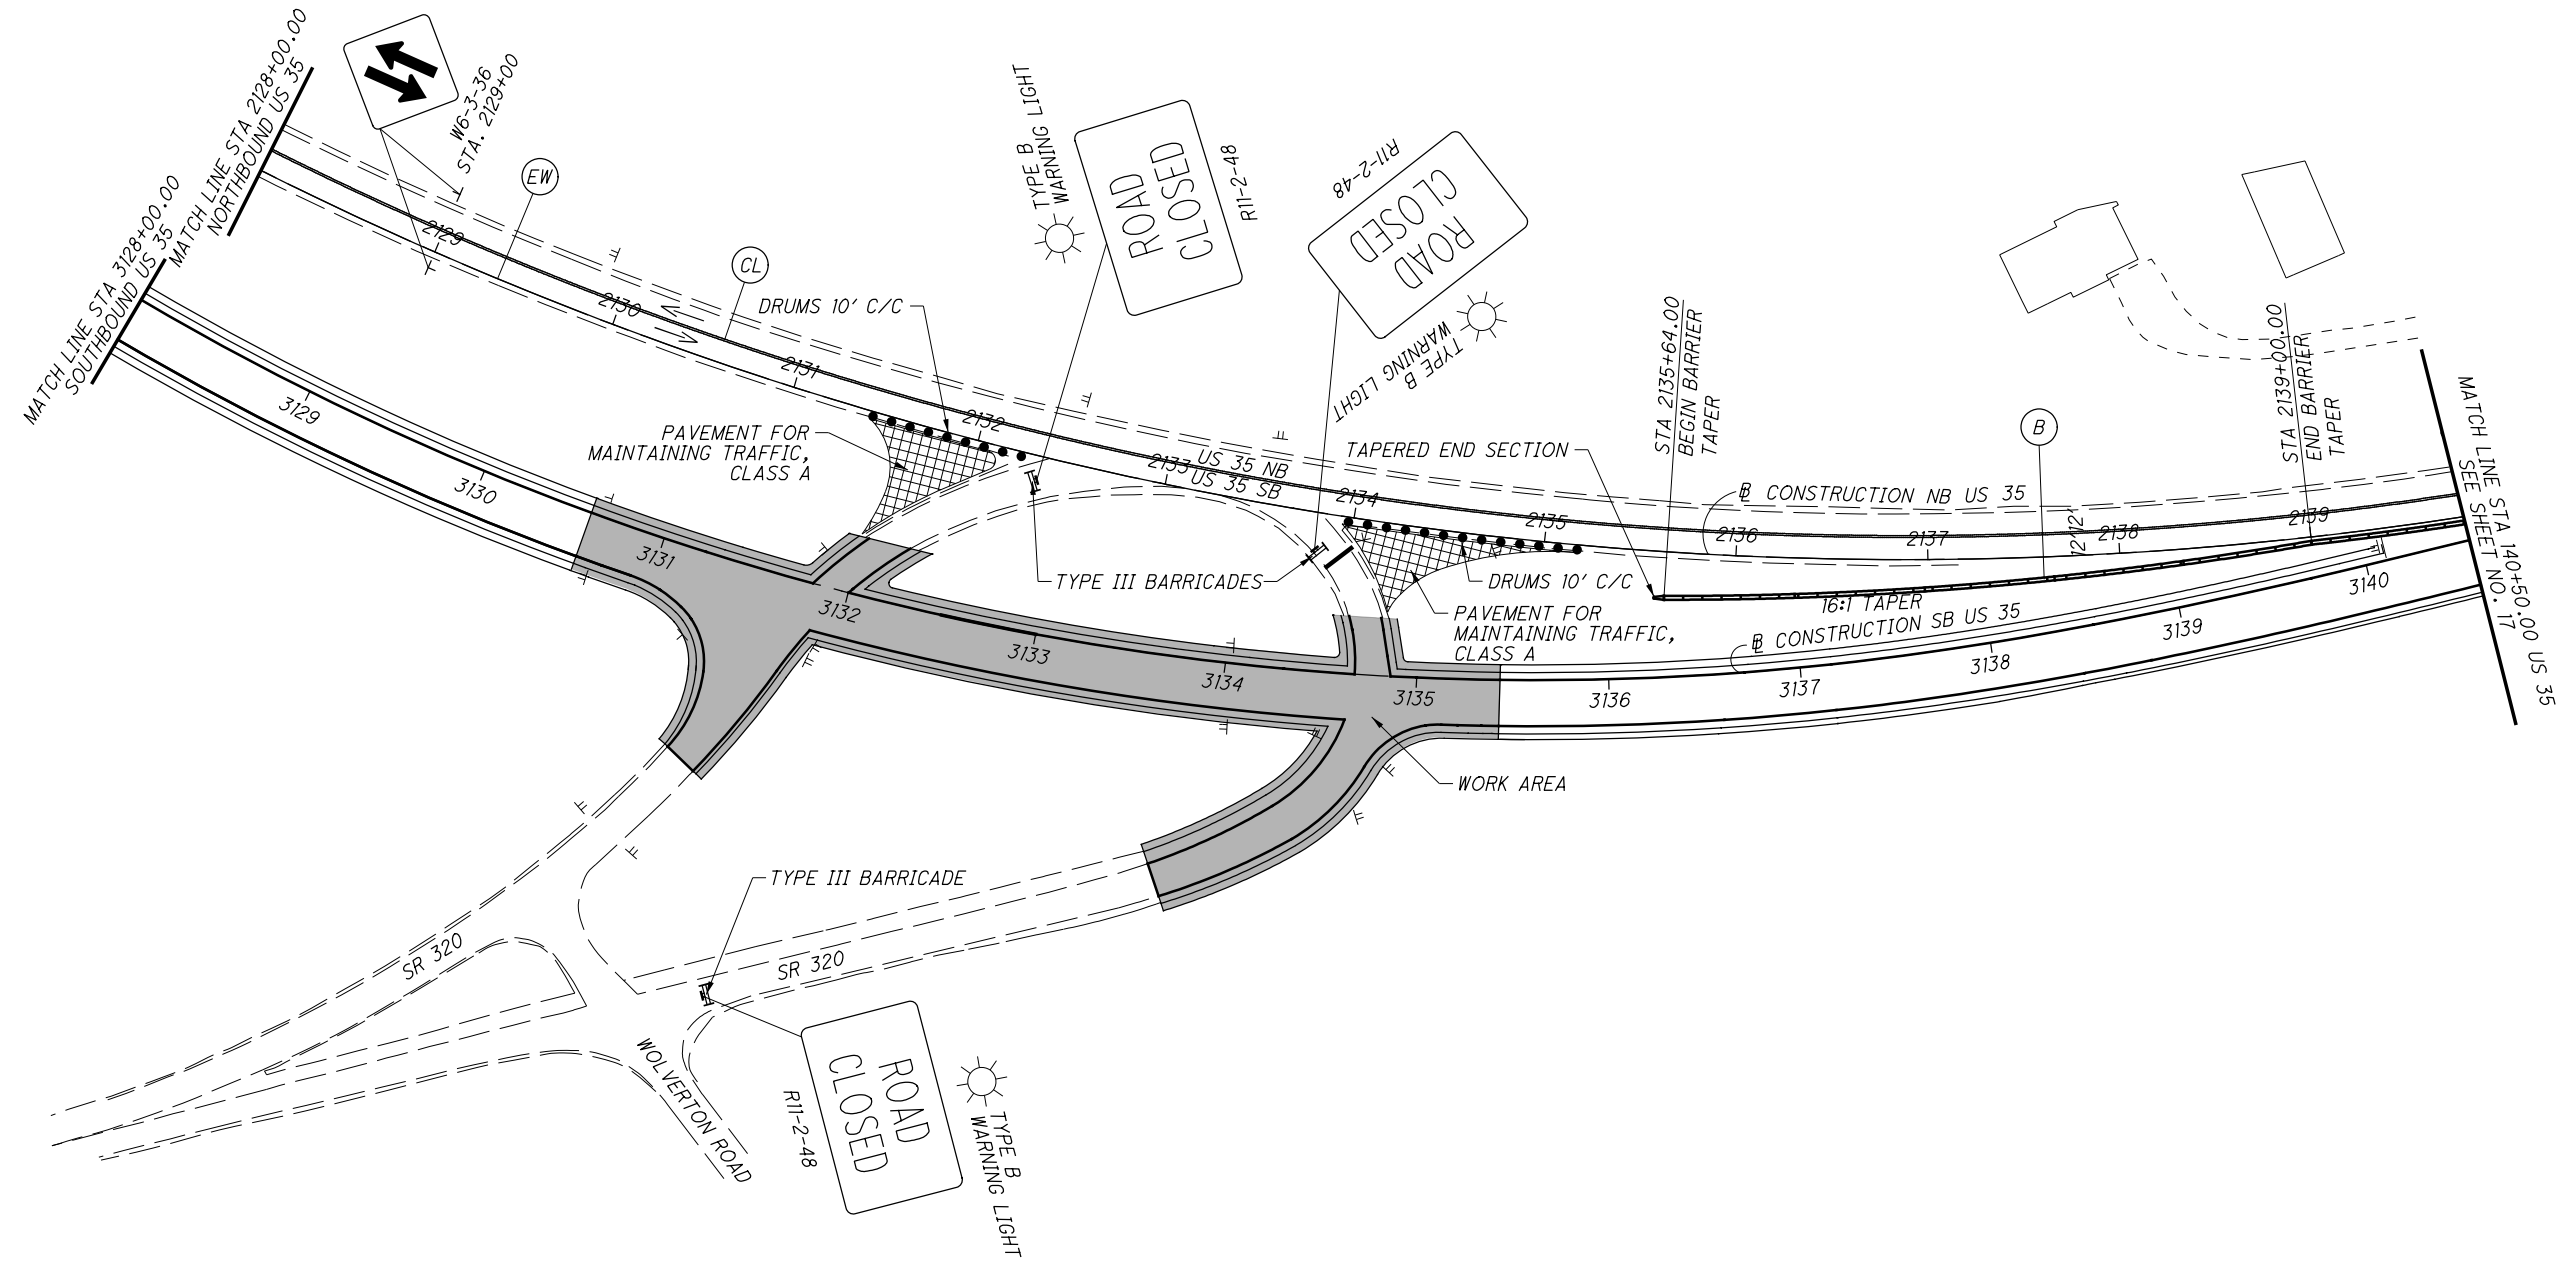 MATCH LINE STA 2128+00.00
NORTHBOUND US 35
MATCH LINE STA 3128+00.00
SOUTHBOUND US 35
W6-3-36
STA. 2129+00
EW
CL
DRUMS 10' C/C
TYPE B
WARNING LIGHT
ROAD
CLOSED
R11-2-48
R11-2-48
ROAD
CLOSED
TYPE B
WARNING LIGHT
2129
2130
2131
2132
2133
2134
2135
2136
2137
2138
2139
US 35 NB
US 35 SB
PAVEMENT FOR
MAINTAINING TRAFFIC,
CLASS A
TYPE III BARRICADES
TAPERED END SECTION
STA 2135+64.00
BEGIN BARRIER
TAPER
℄ CONSTRUCTION NB US 35
B
12'
12'
STA 2139+00.00
END BARRIER
TAPER
MATCH LINE STA 140+50.00 US 35
SEE SHEET NO. 17
DRUMS 10' C/C
PAVEMENT FOR
MAINTAINING TRAFFIC,
CLASS A
16:1 TAPER
℄ CONSTRUCTION SB US 35
3129
3130
3131
3132
3133
3134
3135
3136
3137
3138
3139
3140
WORK AREA
TYPE III BARRICADE
SR 320
SR 320
WOLVERTON ROAD
ROAD
CLOSED
R11-2-48
TYPE B
WARNING LIGHT